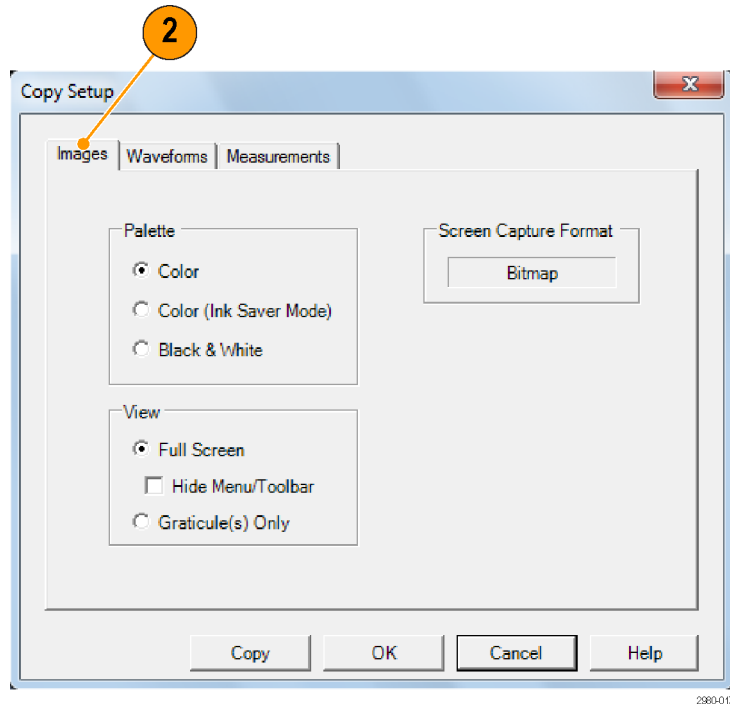 2
Copy Setup
Images Waveforms Measurements
Palette
Color
Color (Ink Saver Mode)
Black & White
Screen Capture Format
Bitmap
View
Full Screen
Hide Menu/Toolbar
Graticule(s) Only
Copy OK Cancel Help